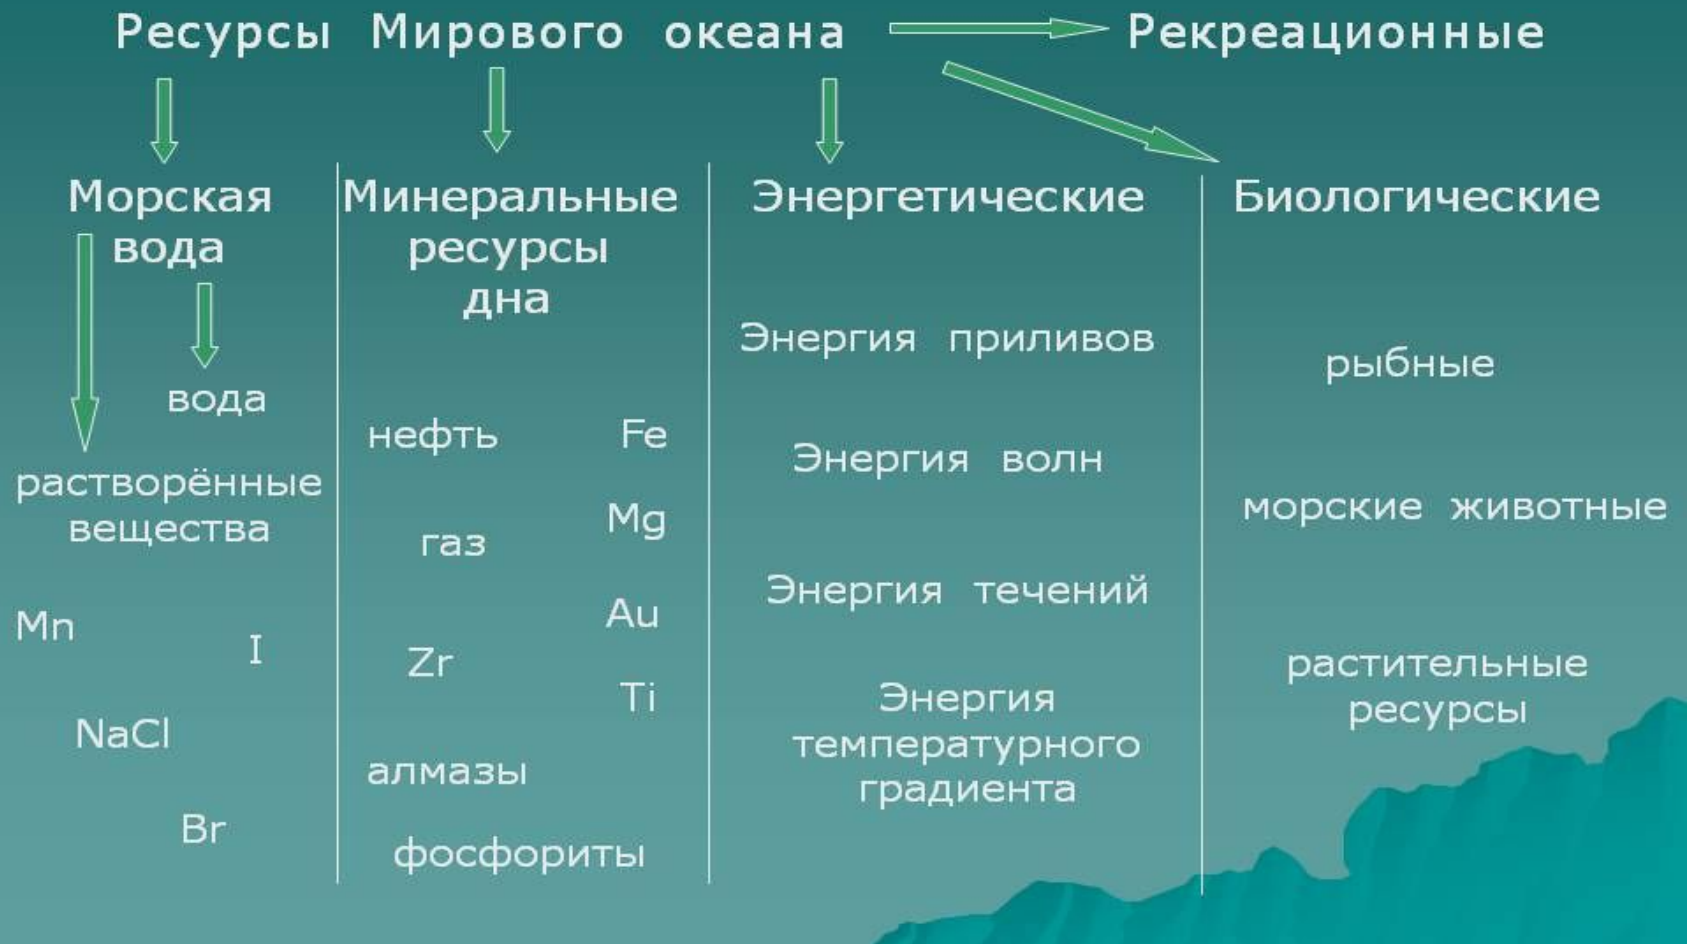 Ресурсы Мирового океана
Рекреационные
Морская
вода
вода
растворённые
вещества
Mn
I
NaCl
Br
Минеральные
ресурсы
дна
нефть
Fe
Mg
газ
Au
Zr
Ti
алмазы
фосфориты
Энергетические
Энергия приливов
Энергия волн
Энергия течений
Энергия
температурного
градиента
Биологические
рыбные
морские животные
растительные
ресурсы